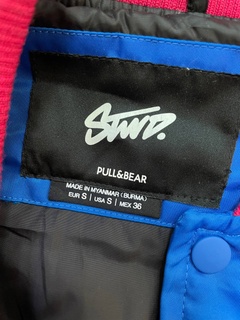 STWD.
PULL&BEAR
MADE IN MYANMAR (BURMA)
EUR S | USA S | MEX 36